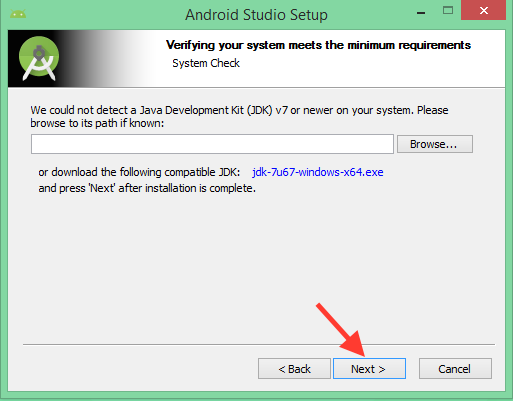 Android Studio Setup
Verifying your system meets the minimum requirements
System Check
We could not detect a Java Development Kit (JDK) v7 or newer on your system. Please
browse to its path if known:
Browse...
or download the following compatible JDK: jdk-7u67-windows-x64.exe
and press 'Next' after installation is complete.
< Back Next > Cancel